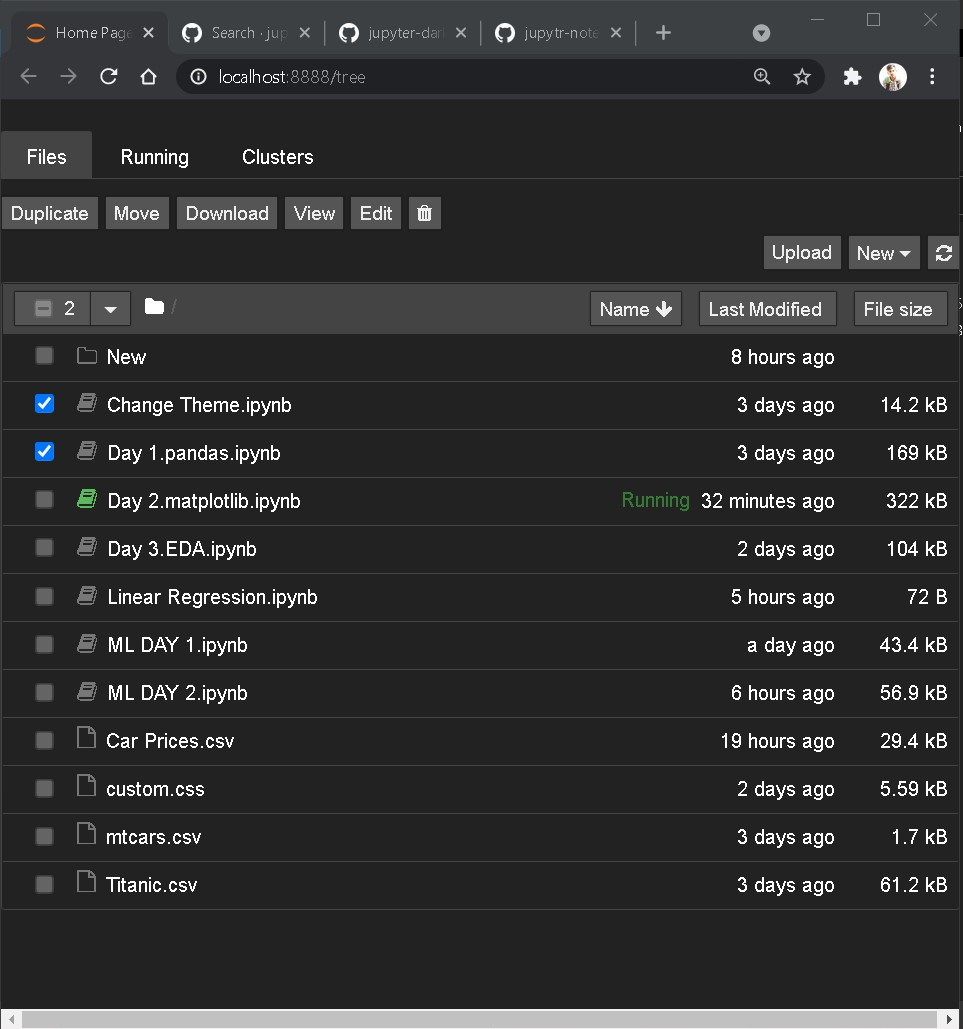 Home Page
Search · jup
jupyter-dar
jupytr-note
localhost:8888/tree
Files Running Clusters
Duplicate Move Download View Edit
Upload New
2 / Name Last Modified File size
New 8 hours ago
Change Theme.ipynb 3 days ago 14.2 kB
Day 1.pandas.ipynb 3 days ago 169 kB
Day 2.matplotlib.ipynb Running 32 minutes ago 322 kB
Day 3.EDA.ipynb 2 days ago 104 kB
Linear Regression.ipynb 5 hours ago 72 B
ML DAY 1.ipynb a day ago 43.4 kB
ML DAY 2.ipynb 6 hours ago 56.9 kB
Car Prices.csv 19 hours ago 29.4 kB
custom.css 2 days ago 5.59 kB
mtcars.csv 3 days ago 1.7 kB
Titanic.csv 3 days ago 61.2 kB